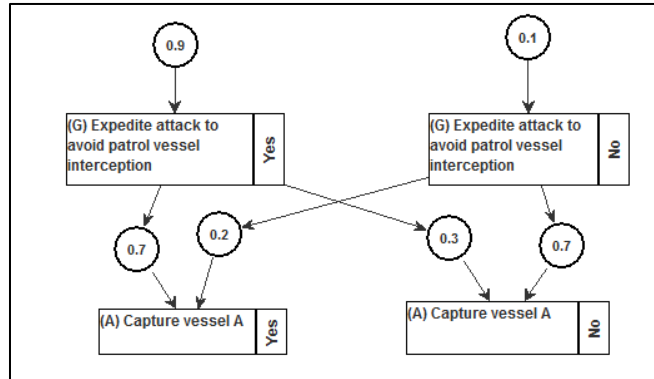 0.9
0.1
(G) Expedite attack to
avoid patrol vessel
interception
Yes
(G) Expedite attack to
avoid patrol vessel
interception
No
0.7
0.2
0.3
0.7
(A) Capture vessel A
Yes
(A) Capture vessel A
No